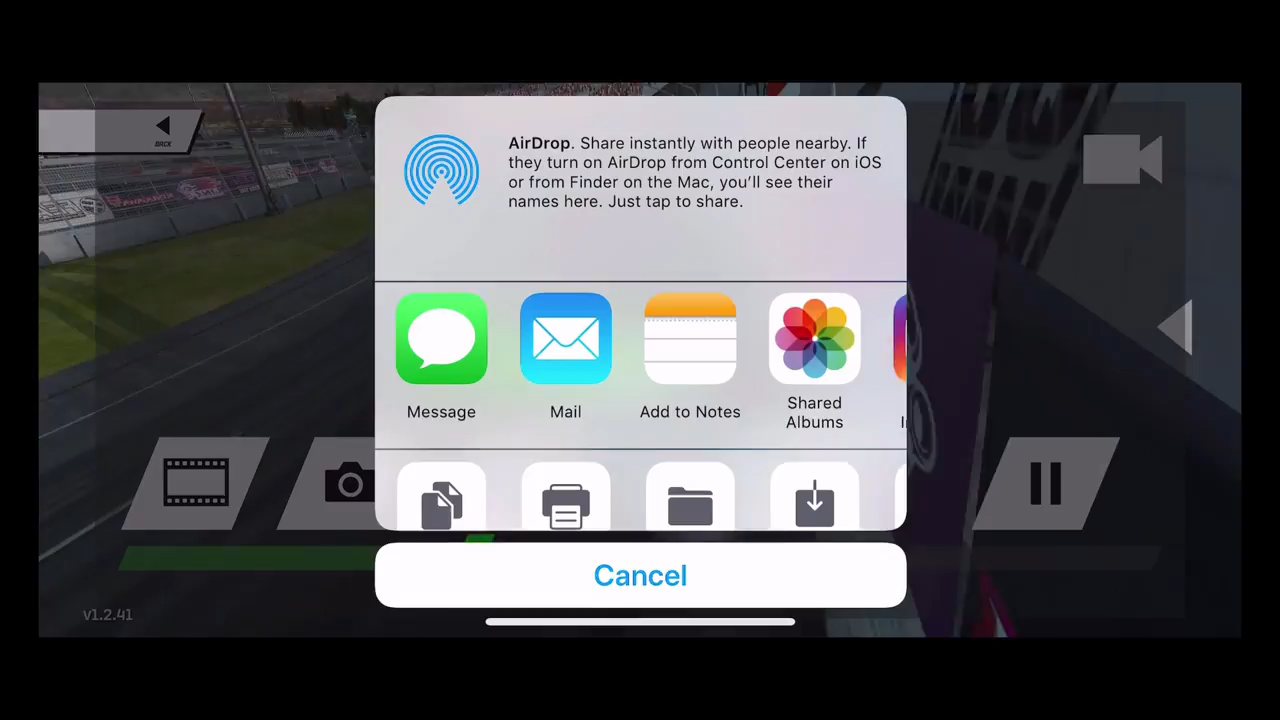 BACK
AirDrop. Share instantly with people nearby. If
they turn on AirDrop from Control Center on iOS
or from Finder on the Mac, you’ll see their
names here. Just tap to share.
Message
Mail
Add to Notes
Shared
Albums
Cancel
v1.2.41